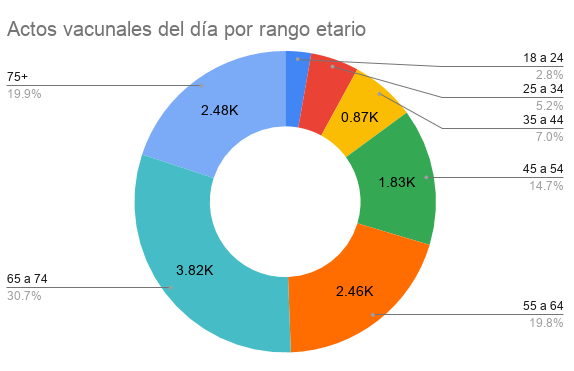 Actos vacunales del día por rango etario
18 a 24
2.8%
25 a 34
5.2%
35 a 44
7.0%
45 a 54
14.7%
55 a 64
19.8%
65 a 74
30.7%
75+
19.9%
0.87K
1.83K
2.46K
3.82K
2.48K